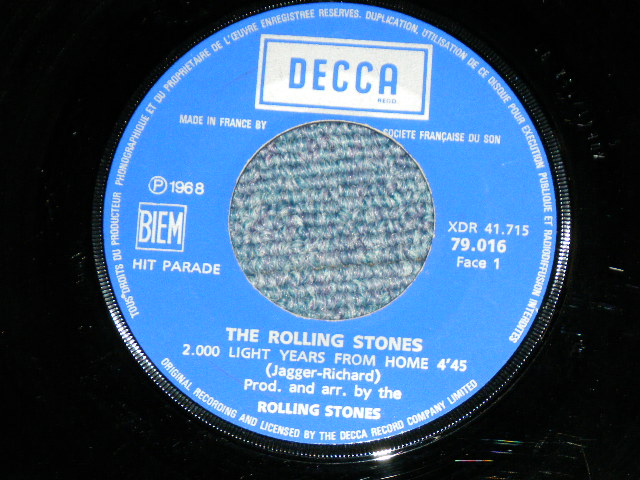 TOUS DROITS DU PRODUCTEUR PHONOGRAPHIQUE ET DU PROPRIETAIRE DE L'ŒUVRE ENREGISTREE RESERVES. DUPLICATION, UTILISATION DE CE DISQUE POUR EXECUTION PUBLIQUE ET RADIODIFFUSION INTERDITES
DECCA
REGD
MADE IN FRANCE BY
SOCIETE FRANÇAISE DU SON
Ⓟ 1968
BIEM
HIT PARADE
XDR 41.715
79.016
Face 1
THE ROLLING STONES
2.000 LIGHT YEARS FROM HOME 4'45
(Jagger-Richard)
Prod. and arr. by the
ROLLING STONES
ORIGINAL RECORDING AND LICENSED BY THE DECCA RECORD COMPANY LIMITED